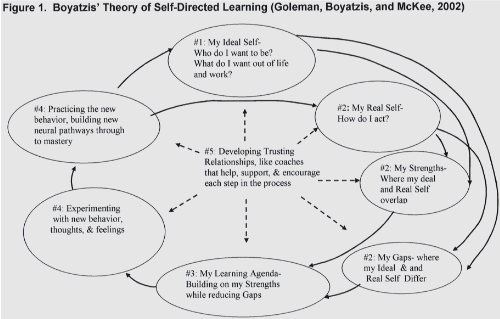 Figure 1. Boyatzis' Theory of Self-Directed Learning (Goleman, Boyatzis, and McKee, 2002)
#1: My Ideal Self-
Who do I want to be?
What do I want out of life
and work?
#4: Practicing the new
behavior, building new
neural pathways through
to mastery
#2: My Real Self-
How do I act?
#5: Developing Trusting
Relationships, like coaches
that help, support, & encourage
each step in the process
#2: My Strengths-
Where my deal
and Real Self
overlap
#4: Experimenting
with new behavior,
thoughts, & feelings
#2: My Gaps- where
my Ideal & and
Real Self Differ
#3: My Learning Agenda-
Building on my Strengths
while reducing Gaps